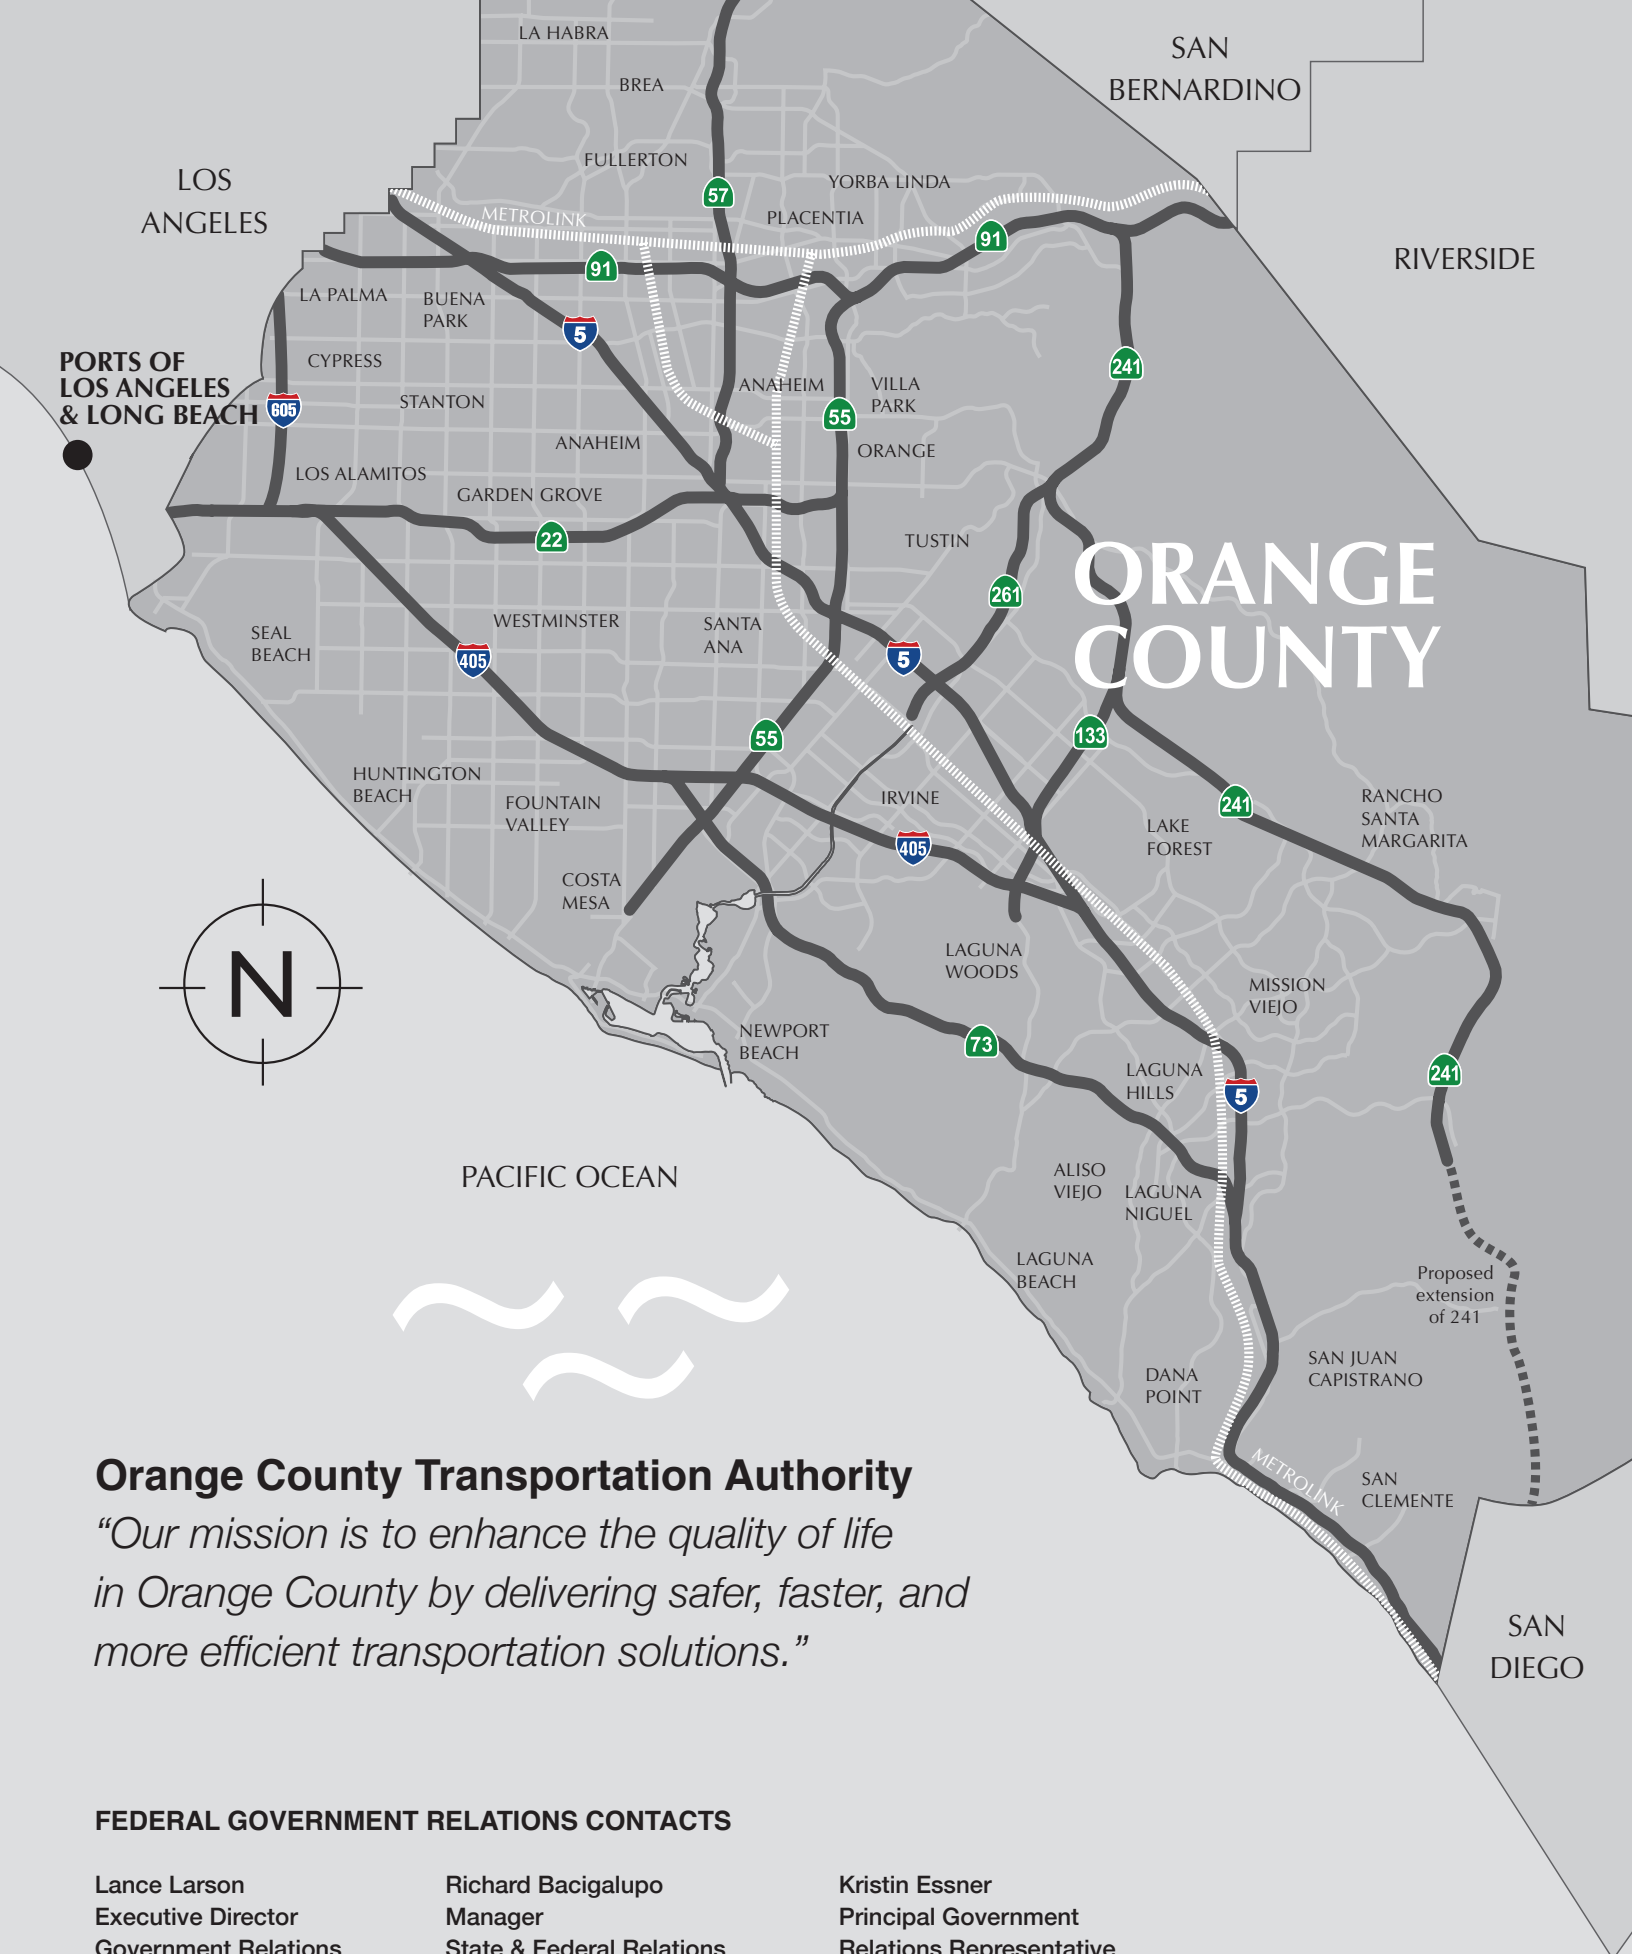 LA HABRA
SAN
BERNARDINO
BREA
FULLERTON
LOS
ANGELES
YORBA LINDA
57
METROLINK
PLACENTIA
91
RIVERSIDE
91
LA PALMA
BUENA
PARK
5
PORTS OF
LOS ANGELES
& LONG BEACH
CYPRESS
241
605
STANTON
ANAHEIM
VILLA
PARK
55
ANAHEIM
ORANGE
LOS ALAMITOS
GARDEN GROVE
22
TUSTIN
ORANGE
COUNTY
261
SEAL
BEACH
WESTMINSTER
SANTA
ANA
405
5
55
133
HUNTINGTON
BEACH
FOUNTAIN
VALLEY
IRVINE
241
RANCHO
SANTA
MARGARITA
LAKE
FOREST
405
COSTA
MESA
N
LAGUNA
WOODS
MISSION
VIEJO
NEWPORT
BEACH
73
LAGUNA
HILLS
5
241
PACIFIC OCEAN
ALISO
VIEJO
LAGUNA
NIGUEL
LAGUNA
BEACH
Proposed
extension
of 241
DANA
POINT
SAN JUAN
CAPISTRANO
METROLINK
SAN
CLEMENTE
SAN
DIEGO
Orange County Transportation Authority
“Our mission is to enhance the quality of life
in Orange County by delivering safer, faster, and
more efficient transportation solutions.”
FEDERAL GOVERNMENT RELATIONS CONTACTS
Lance Larson
Executive Director
Government Relations
Richard Bacigalupo
Manager
State & Federal Relations
Kristin Essner
Principal Government
Relations Representative